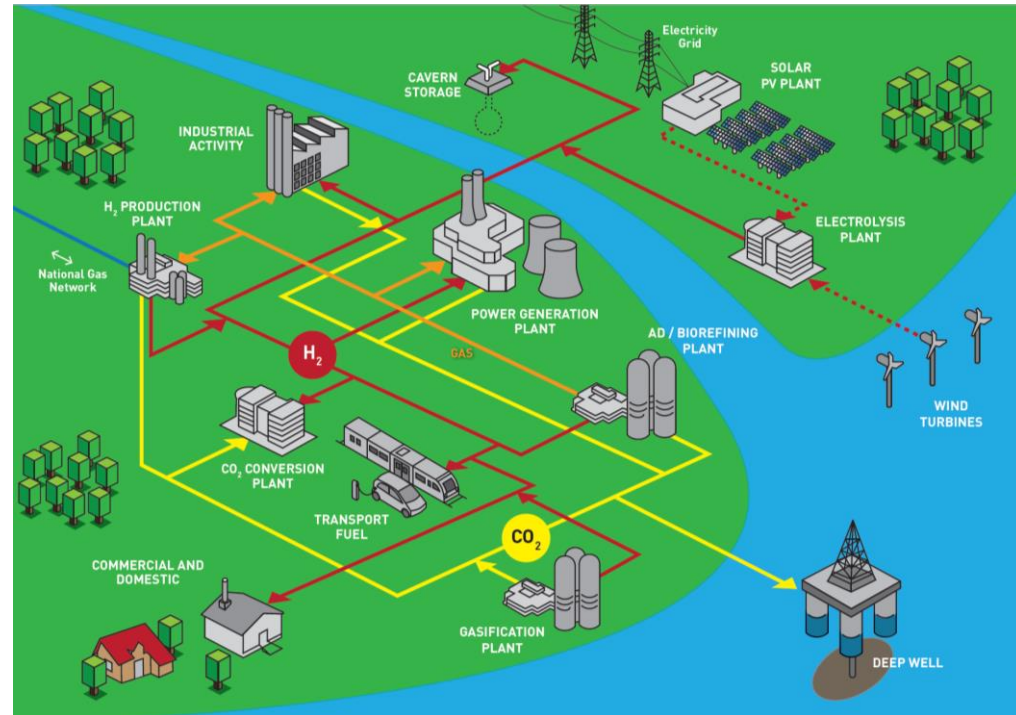 Electricity
Grid
CAVERN
STORAGE
SOLAR
PV PLANT
INDUSTRIAL
ACTIVITY
H₂ PRODUCTION
PLANT
National Gas
Network
ELECTROLYSIS
PLANT
POWER GENERATION
PLANT
AD / BIOREFINING
PLANT
H₂
GAS
WIND
TURBINES
CO₂ CONVERSION
PLANT
TRANSPORT
FUEL
CO₂
COMMERCIAL AND
DOMESTIC
GASIFICATION
PLANT
DEEP WELL